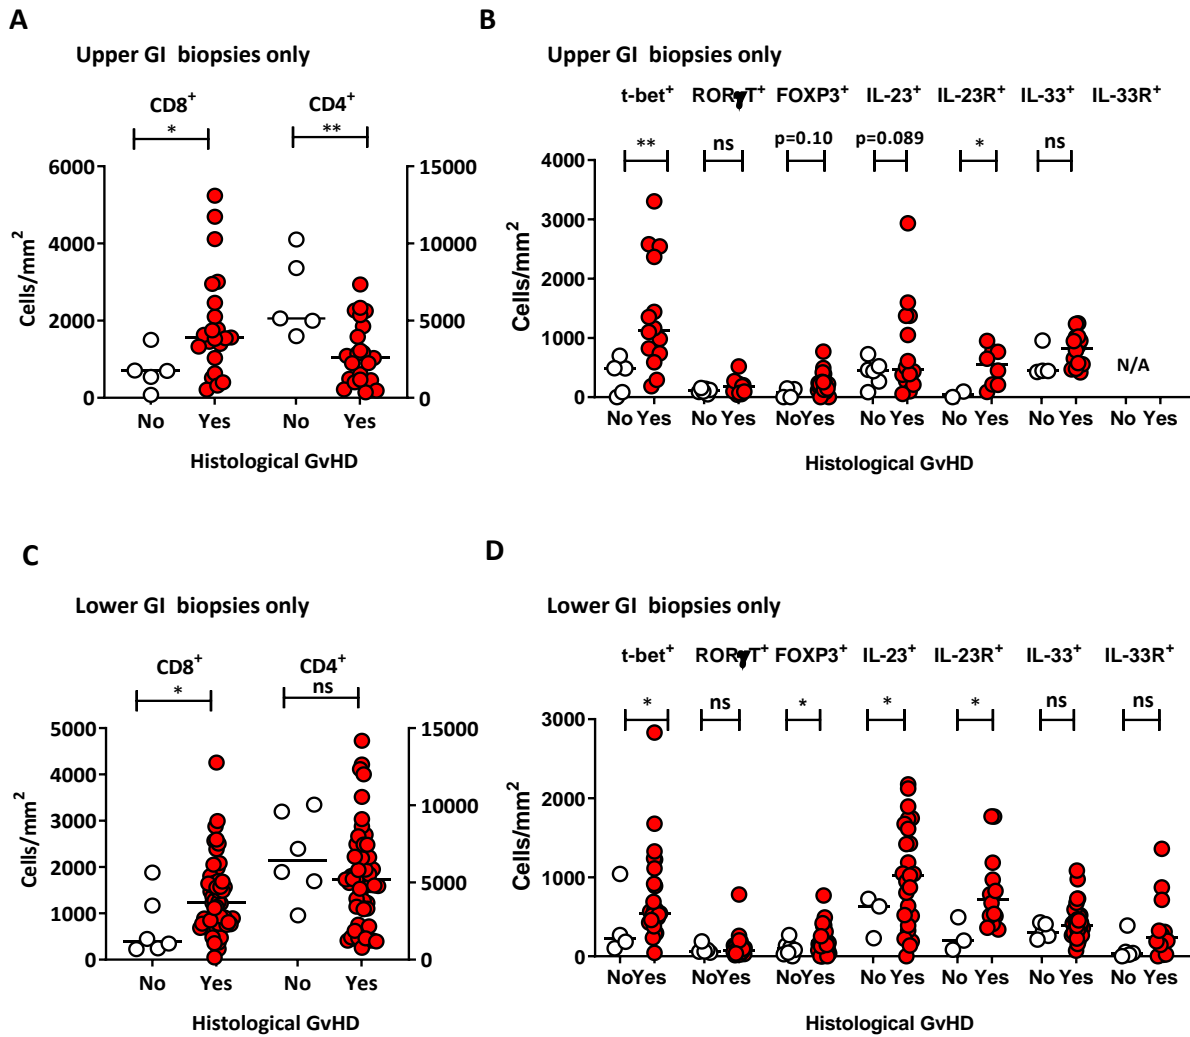 A
Upper GI biopsies only
CD8+ CD4+
* **
6000 15000
4000 10000
2000 5000
0 0
Cells/mm2
No Yes No Yes
Histological GvHD
B
Upper GI biopsies only
t-bet+ RORγT+ FOXP3+ IL-23+ IL-23R+ IL-33+ IL-33R+
** ns p=0.10 p=0.089 * ns
4000
3000
2000
1000
0
Cells/mm2
N/A
No Yes No Yes NoYes No Yes No Yes No Yes No Yes
Histological GvHD
C
Lower GI biopsies only
CD8+ CD4+
* ns
5000 15000
4000
3000 10000
2000 5000
1000
0 0
Cells/mm2
No Yes No Yes
Histological GvHD
D
Lower GI biopsies only
t-bet+ RORγT+ FOXP3+ IL-23+ IL-23R+ IL-33+ IL-33R+
* ns * * * ns ns
3000
2000
1000
0
Cells/mm2
NoYes No Yes No Yes No Yes No Yes No Yes No Yes
Histological GvHD